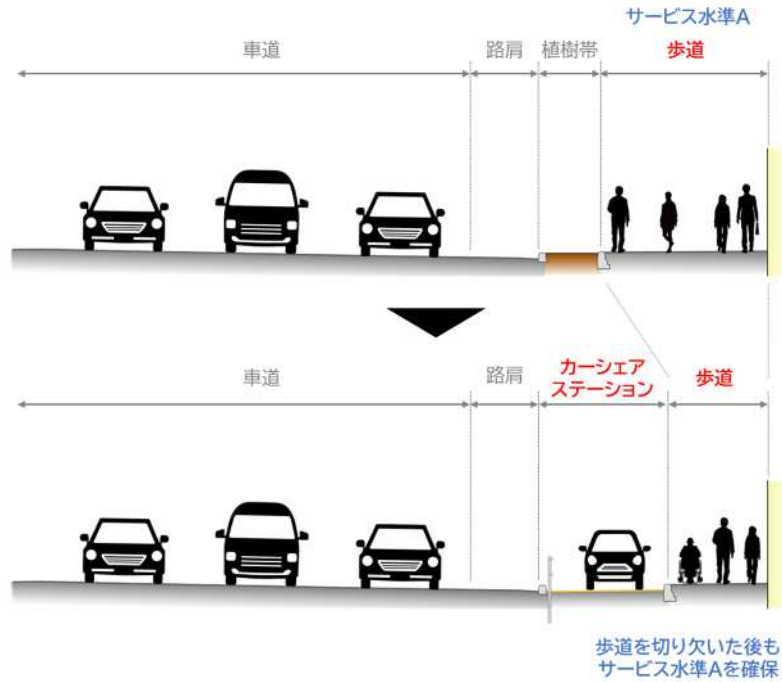 サービス水準A
車道
路肩
植樹帯
歩道
車道
路肩
カーシェア
ステーション
歩道
歩道を切り欠いた後も
サービス水準Aを確保